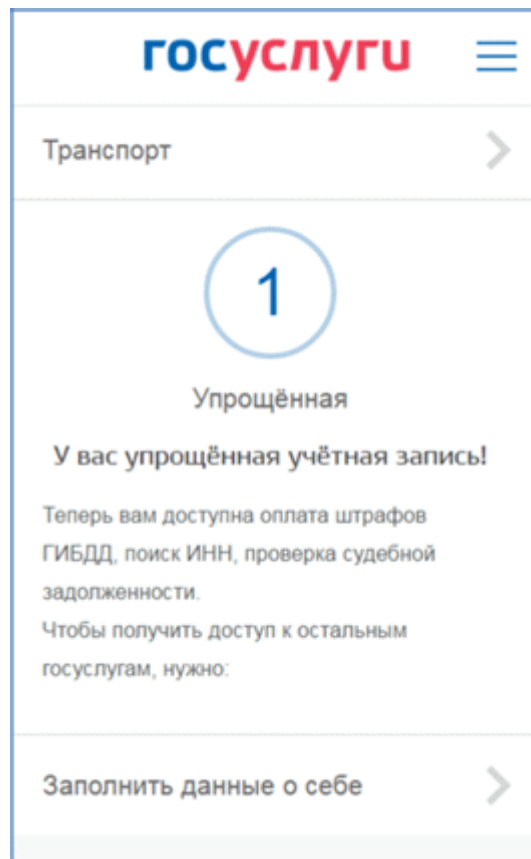 госуслуги
Транспорт
1
Упрощённая
У вас упрощённая учётная запись!
Теперь вам доступна оплата штрафов
ГИБДД, поиск ИНН, проверка судебной
задолженности.
Чтобы получить доступ к остальным
госуслугам, нужно:
Заполнить данные о себе